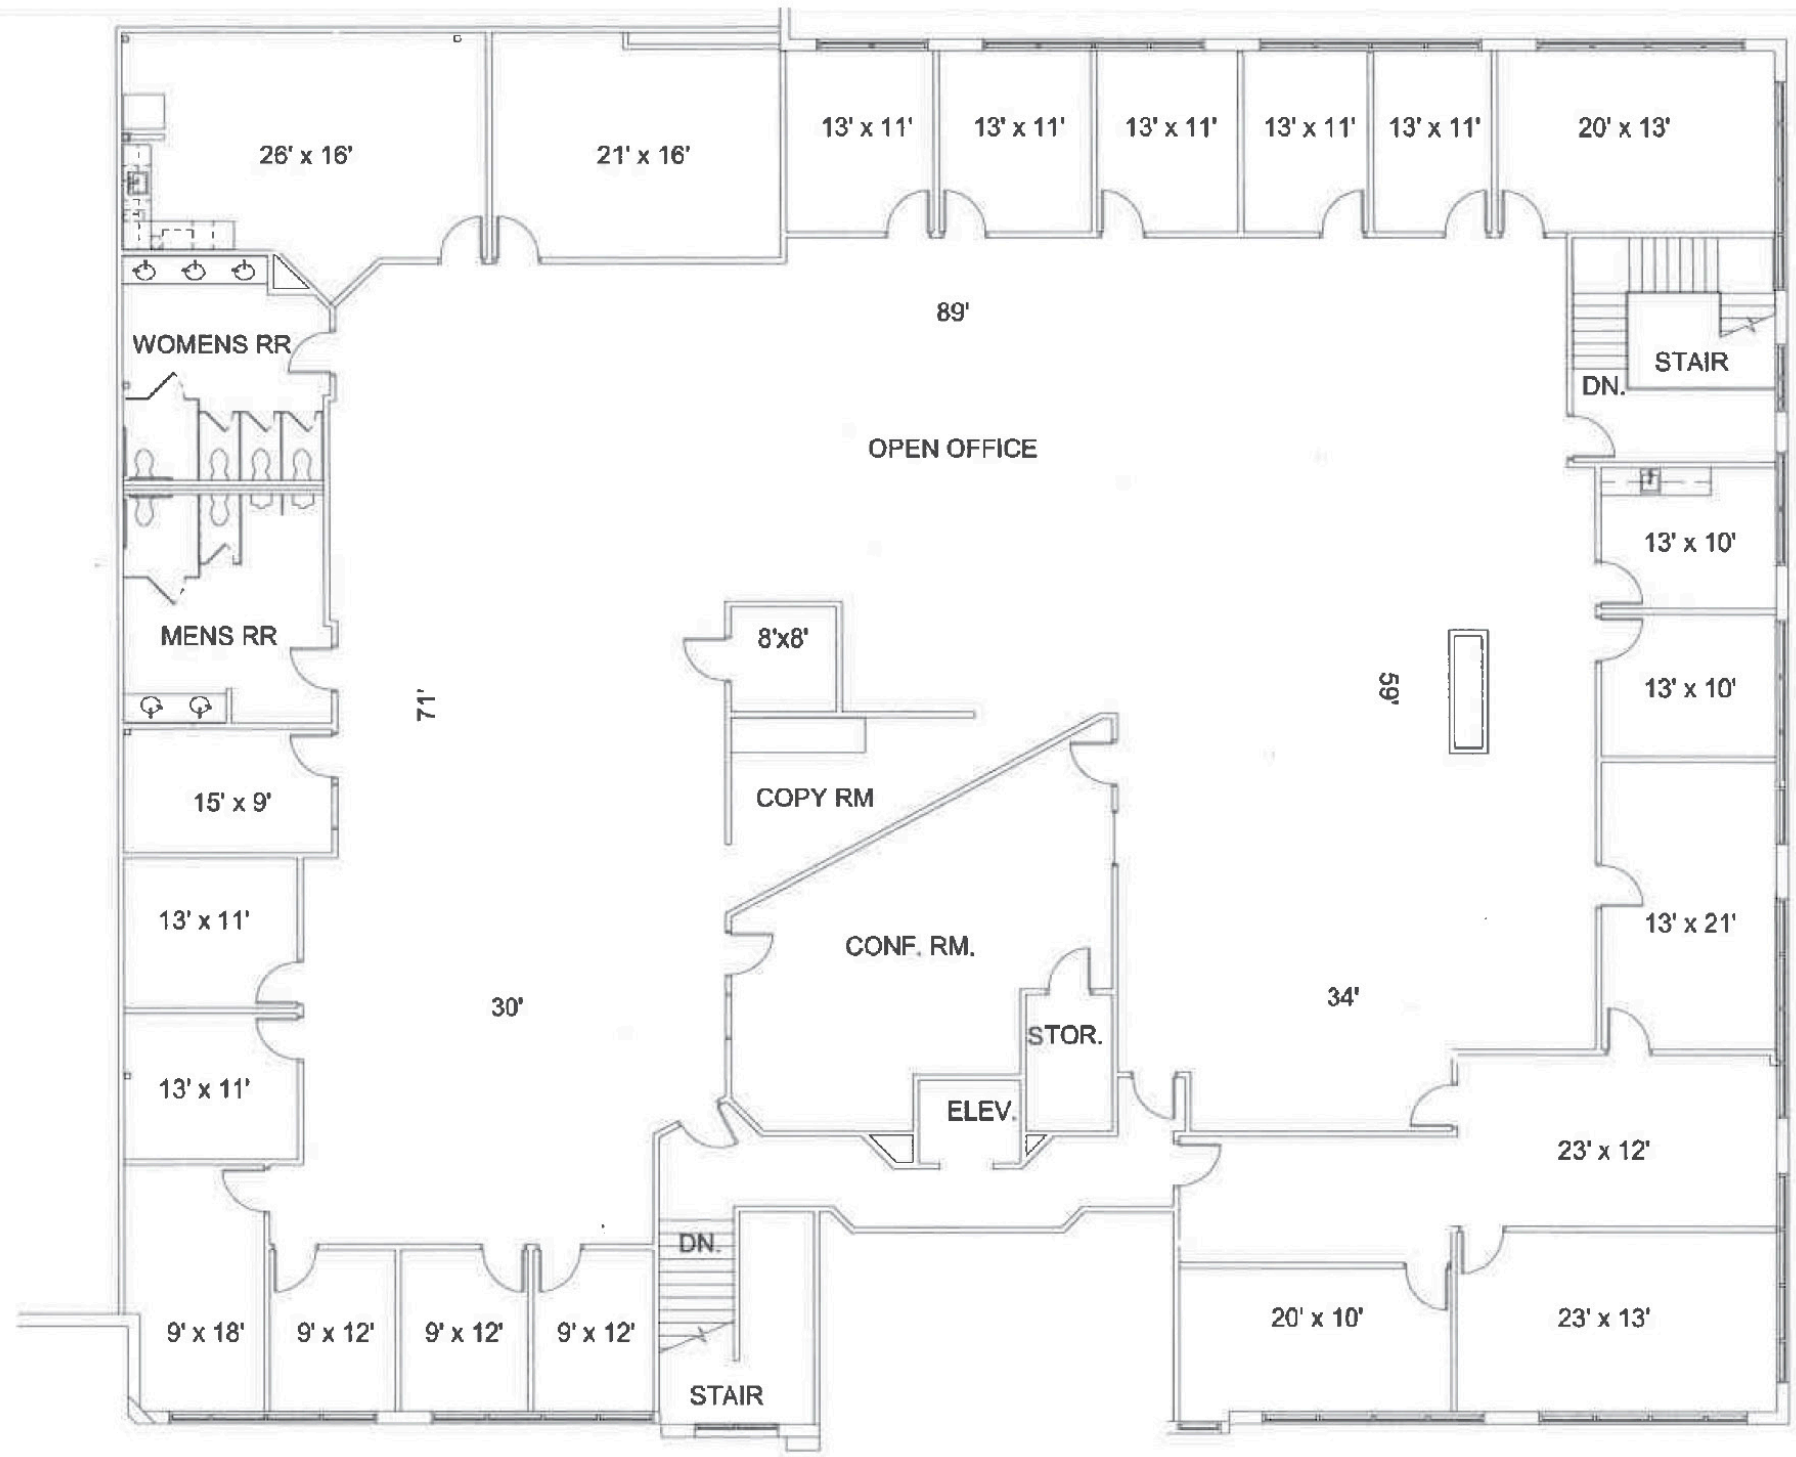 13' x 11'
13' x 11'
13' x 11'
13' x 11'
13' x 11'
20' x 13'
26' x 16'
21' x 16'
89'
WOMENS RR
STAIR
DN.
OPEN OFFICE
13' x 10'
MENS RR
8'x8'
71'
59'
13' x 10'
15' x 9'
COPY RM
13' x 11'
CONF. RM.
13' x 21'
30'
34'
STOR.
13' x 11'
ELEV.
23' x 12'
DN.
9' x 18'
9' x 12'
9' x 12'
9' x 12'
20' x 10'
23' x 13'
STAIR